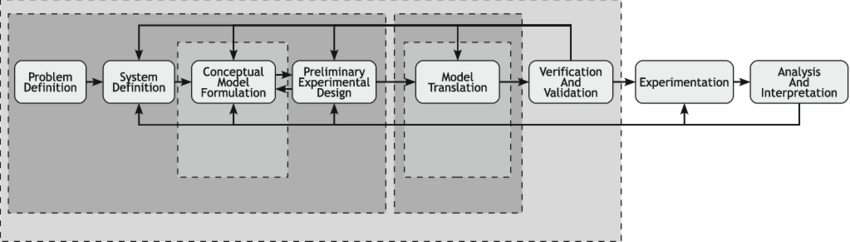 Problem
Definition
System
Definition
Conceptual
Model
Formulation
Preliminary
Experimental
Design
Model
Translation
Verification
And
Validation
Experimentation
Analysis
And
Interpretation